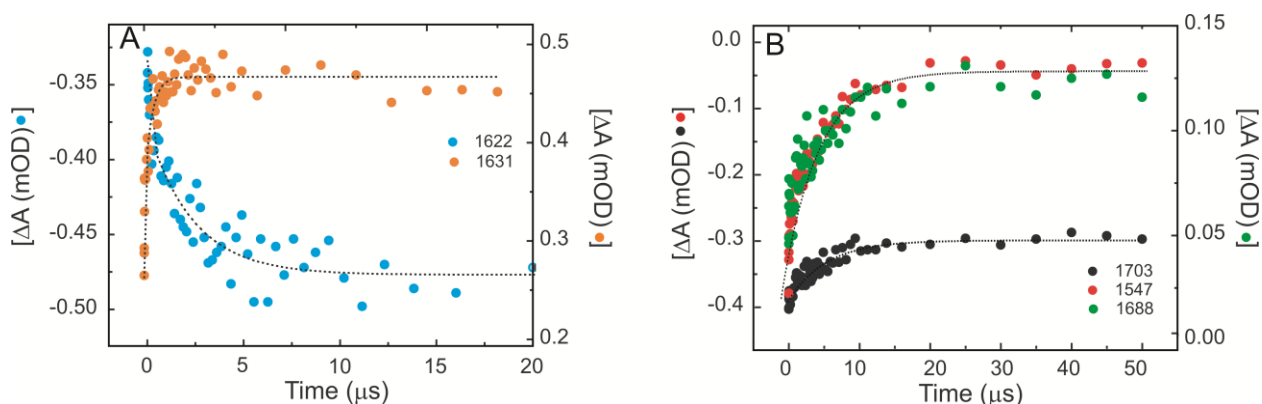 A
[ΔA (mOD) ●]
-0.35
-0.40
-0.45
-0.50
0.5
0.4
0.3
0.2
[ΔA (mOD) ●]
1622
1631
0 5 10 15 20
Time (μs)
B
[ΔA (mOD) ● ●]
0.0
-0.1
-0.2
-0.3
-0.4
0.15
0.10
0.05
0.00
[ΔA (mOD) ●]
1703
1547
1688
0 10 20 30 40 50
Time (μs)